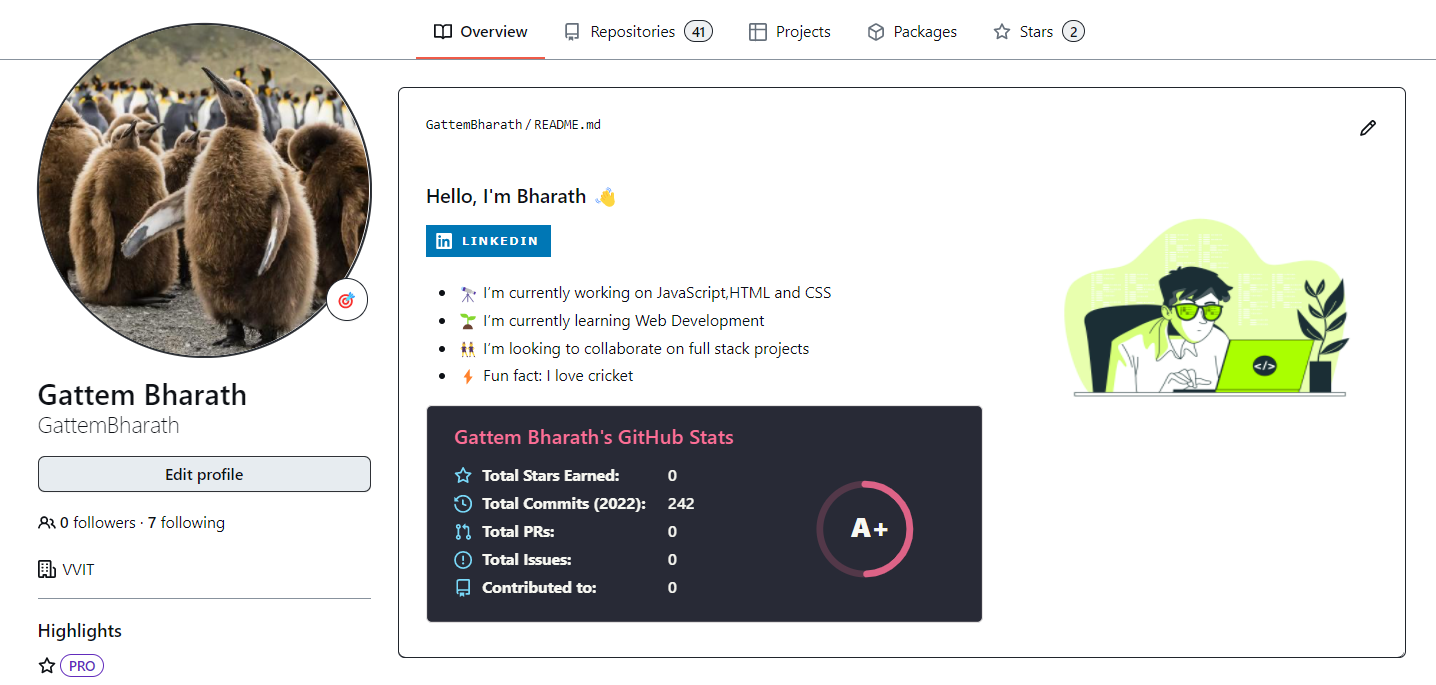 Overview Repositories 41 Projects Packages Stars 2
GattemBharath / README.md
Hello, I'm Bharath 👋
LINKEDIN
🔭 I’m currently working on JavaScript,HTML and CSS
🌱 I’m currently learning Web Development
👯 I’m looking to collaborate on full stack projects
⚡ Fun fact: I love cricket
</>
Gattem Bharath's GitHub Stats
Total Stars Earned: 0
Total Commits (2022): 242
Total PRs: 0
Total Issues: 0
Contributed to: 0
A+
Gattem Bharath
GattemBharath
Edit profile
0 followers · 7 following
VVIT
Highlights
PRO